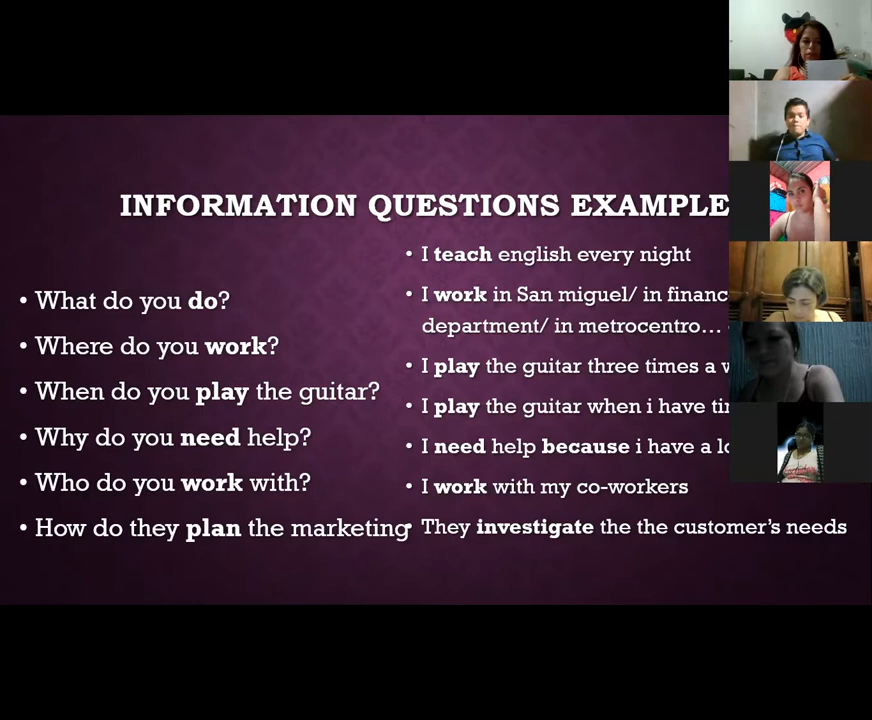 INFORMATION QUESTIONS EXAMPLE
• What do you do?
• Where do you work?
• When do you play the guitar?
• Why do you need help?
• Who do you work with?
• How do they plan the marketing
• I teach english every night
• I work in San miguel/ in financ
department/ in metrocentro…
• I play the guitar three times a
• I play the guitar when i have
• I need help because i have a
• I work with my co-workers
• They investigate the the customer's needs